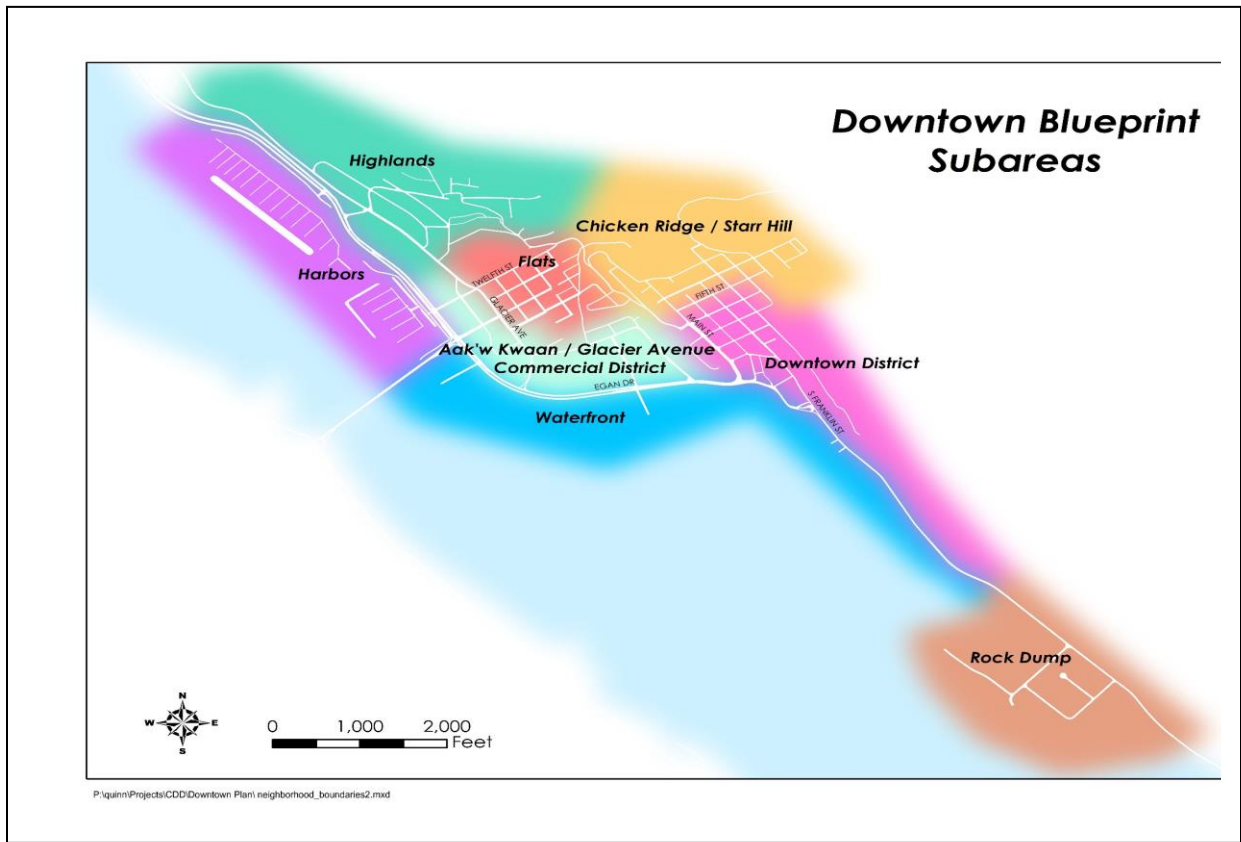 Downtown Blueprint
Subareas
Highlands
Chicken Ridge / Starr Hill
Flats
TWELFTH ST
Harbors
FIFTH ST
GLACIER AVE
MAIN ST
Aak'w Kwaan / Glacier Avenue
Commercial District
Downtown District
EGAN DR
Waterfront
S FRANKLIN ST
Rock Dump
N
W E
S
0 1,000 2,000
Feet
P:\quinn\Projects\CDD\Downtown Plan\ neighborhood_boundaries2.mxd